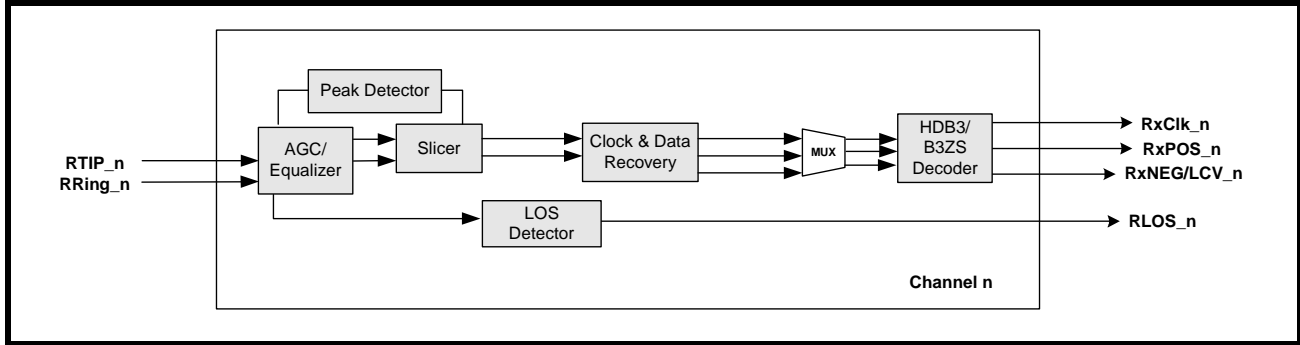 Peak Detector
RTIP_n
RRing_n
AGC/
Equalizer
Slicer
Clock & Data
Recovery
MUX
HDB3/
B3ZS
Decoder
RxClk_n
RxPOS_n
RxNEG/LCV_n
LOS
Detector
RLOS_n
Channel n